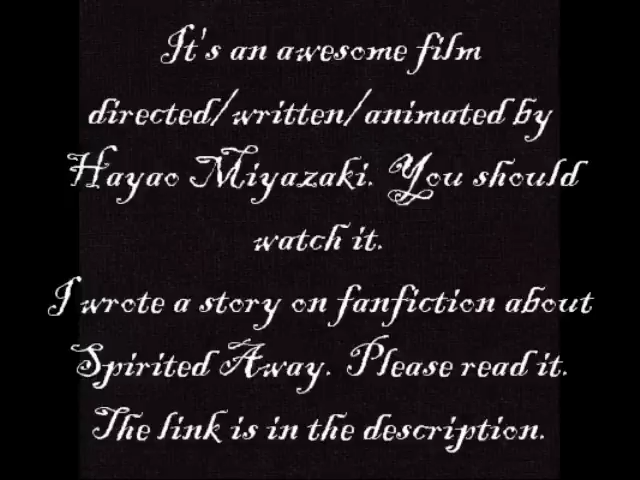 It's an awesome film
directed/written/animated by
Hayao Miyazaki. You should
watch it.
I wrote a story on fanfiction about
Spirited Away. Please read it.
The link is in the description.